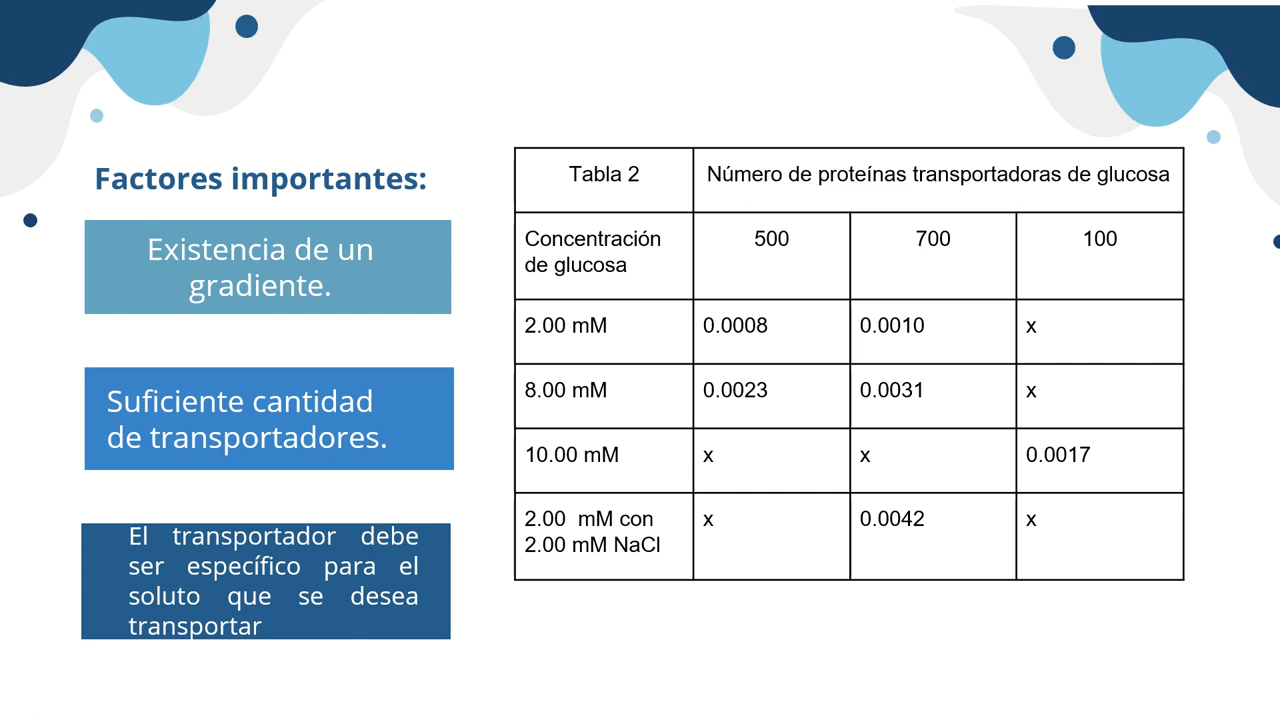 Factores importantes:
Existencia de un
gradiente.
Suficiente cantidad
de transportadores.
El transportador debe
ser específico para el
soluto que se desea
transportar
Tabla 2 Número de proteínas transportadoras de glucosa
Concentración
de glucosa 500 700 100
2.00 mM 0.0008 0.0010 x
8.00 mM 0.0023 0.0031 x
10.00 mM x x 0.0017
2.00 mM con
2.00 mM NaCl x 0.0042 x